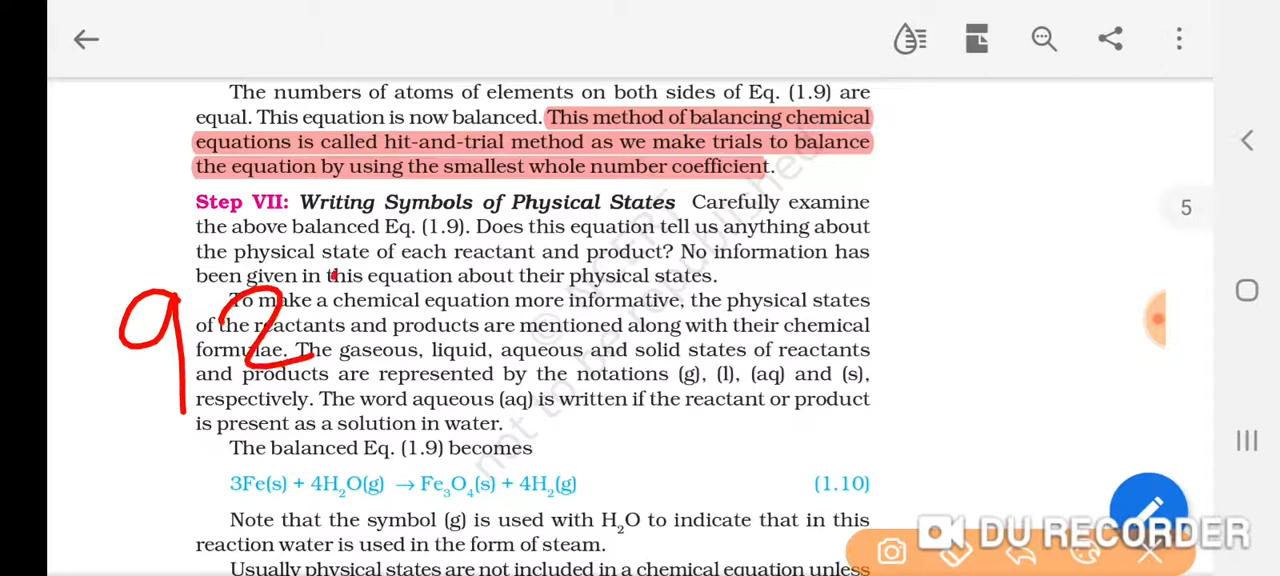 The numbers of atoms of elements on both sides of Eq. (1.9) are
equal. This equation is now balanced. This method of balancing chemical
equations is called hit-and-trial method as we make trials to balance
the equation by using the smallest whole number coefficient.
Step VII: Writing Symbols of Physical States Carefully examine
the above balanced Eq. (1.9). Does this equation tell us anything about
the physical state of each reactant and product? No information has
been given in this equation about their physical states.
5
To make a chemical equation more informative, the physical states
of the reactants and products are mentioned along with their chemical
formulae. The gaseous, liquid, aqueous and solid states of reactants
and products are represented by the notations (g), (l), (aq) and (s),
respectively. The word aqueous (aq) is written if the reactant or product
is present as a solution in water.
92
The balanced Eq. (1.9) becomes
3Fe(s) + 4H₂O(g) → Fe₃O₄(s) + 4H₂(g) (1.10)
Note that the symbol (g) is used with H₂O to indicate that in this
reaction water is used in the form of steam.
Usually physical states are not included in a chemical equation unless
© NCERT
not to be republished
DU RECORDER